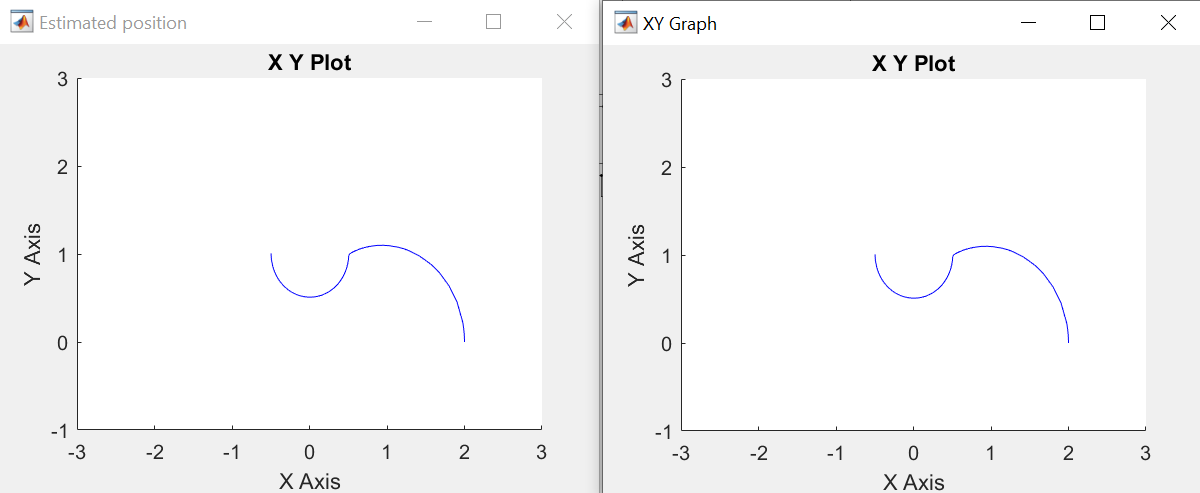 Estimated position
X Y Plot
3
2
1
0
-1
Y Axis
-3 -2 -1 0 1 2 3
X Axis
XY Graph
X Y Plot
3
2
1
0
-1
Y Axis
-3 -2 -1 0 1 2 3
X Axis